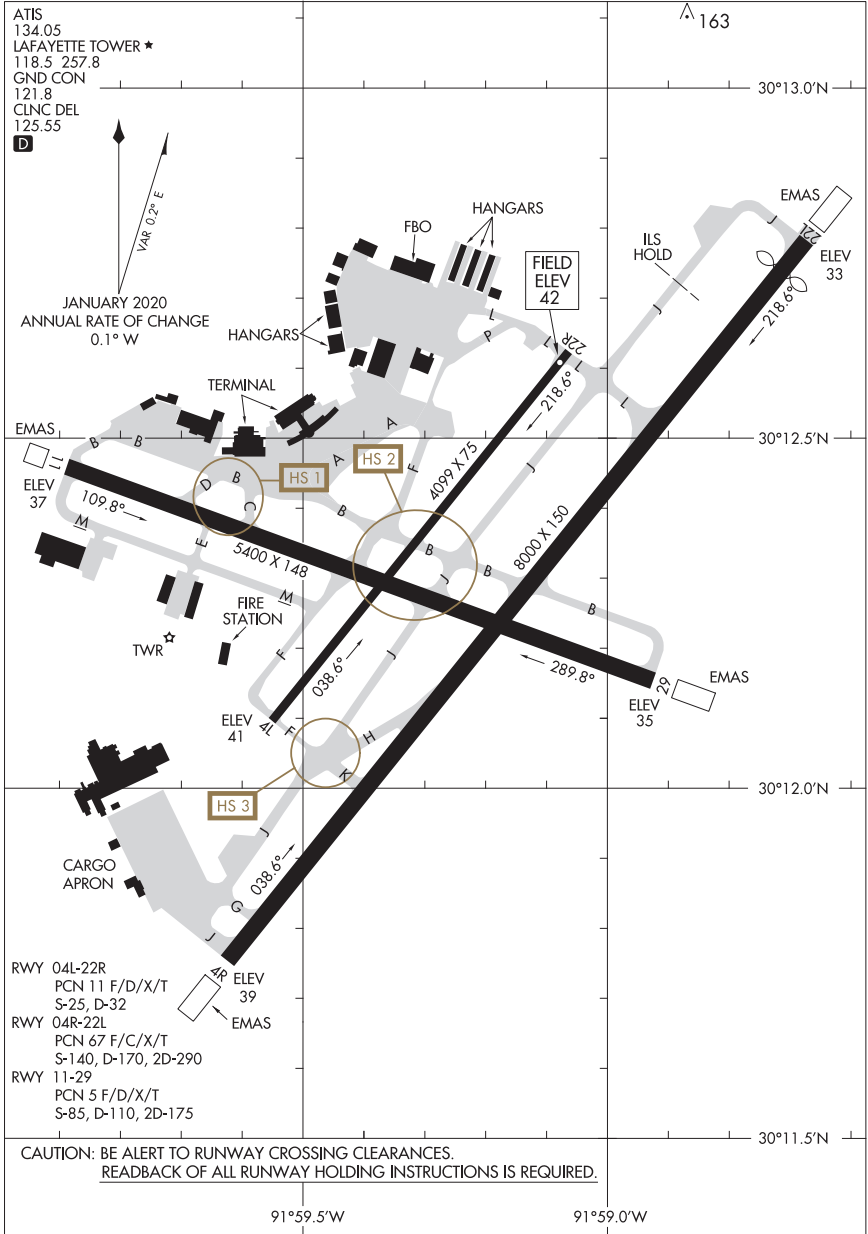 ATIS
134.05
LAFAYETTE TOWER ★
118.5 257.8
GND CON
121.8
CLNC DEL
125.55
D
163
30°13.0'N
VAR 0.2° E
JANUARY 2020
ANNUAL RATE OF CHANGE
0.1° W
EMAS
22L
ELEV
33
J
ILS
HOLD
J
218.6°
HANGARS
FBO
FIELD
ELEV
42
HANGARS
L
P
L
22R
L
L
218.6°
TERMINAL
A
A
F
J
30°12.5'N
EMAS
11
ELEV
37
B
B
B
D
C
HS 1
HS 2
4099 X 75
8000 X 150
109.8°
M
E
5400 X 148
B
B
B
B
J
M
FIRE
STATION
TWR
F
038.6°
J
289.8°
29
EMAS
ELEV
35
ELEV
41
4L
F
H
K
HS 3
30°12.0'N
J
038.6°
CARGO
APRON
G
J
4R
ELEV
39
EMAS
RWY 04L-22R
PCN 11 F/D/X/T
S-25, D-32
RWY 04R-22L
PCN 67 F/C/X/T
S-140, D-170, 2D-290
RWY 11-29
PCN 5 F/D/X/T
S-85, D-110, 2D-175
30°11.5'N
CAUTION: BE ALERT TO RUNWAY CROSSING CLEARANCES.
READBACK OF ALL RUNWAY HOLDING INSTRUCTIONS IS REQUIRED.
91°59.5'W
91°59.0'W